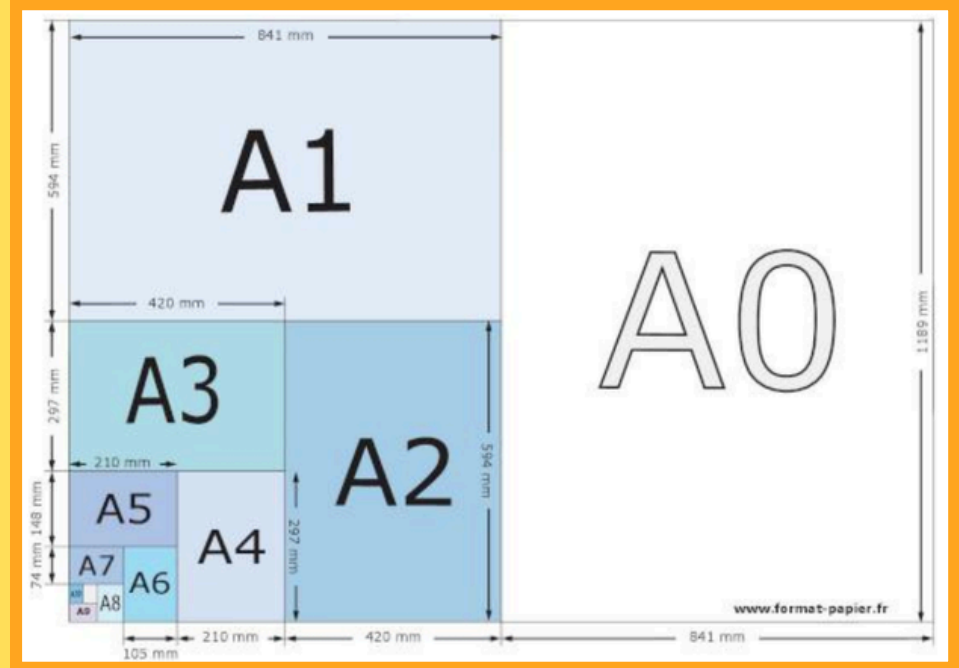 841 mm
594 mm
A1
420 mm
A0
1189 mm
A3
297 mm
210 mm
A2
594 mm
A5
148 mm
A4
297 mm
A7
74 mm
A6
A8
A9
www.format-papier.fr
105 mm
210 mm
420 mm
841 mm